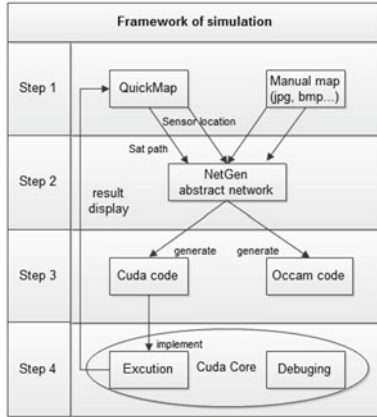 Framework of simulation
Step 1
QuickMap
Manual map
(jpg, bmp...)
Sensor location
Sat path
Step 2
NetGen
abstract network
result
display
generate
generate
Step 3
Cuda code
Occam code
implement
Step 4
Excution
Cuda Core
Debuging